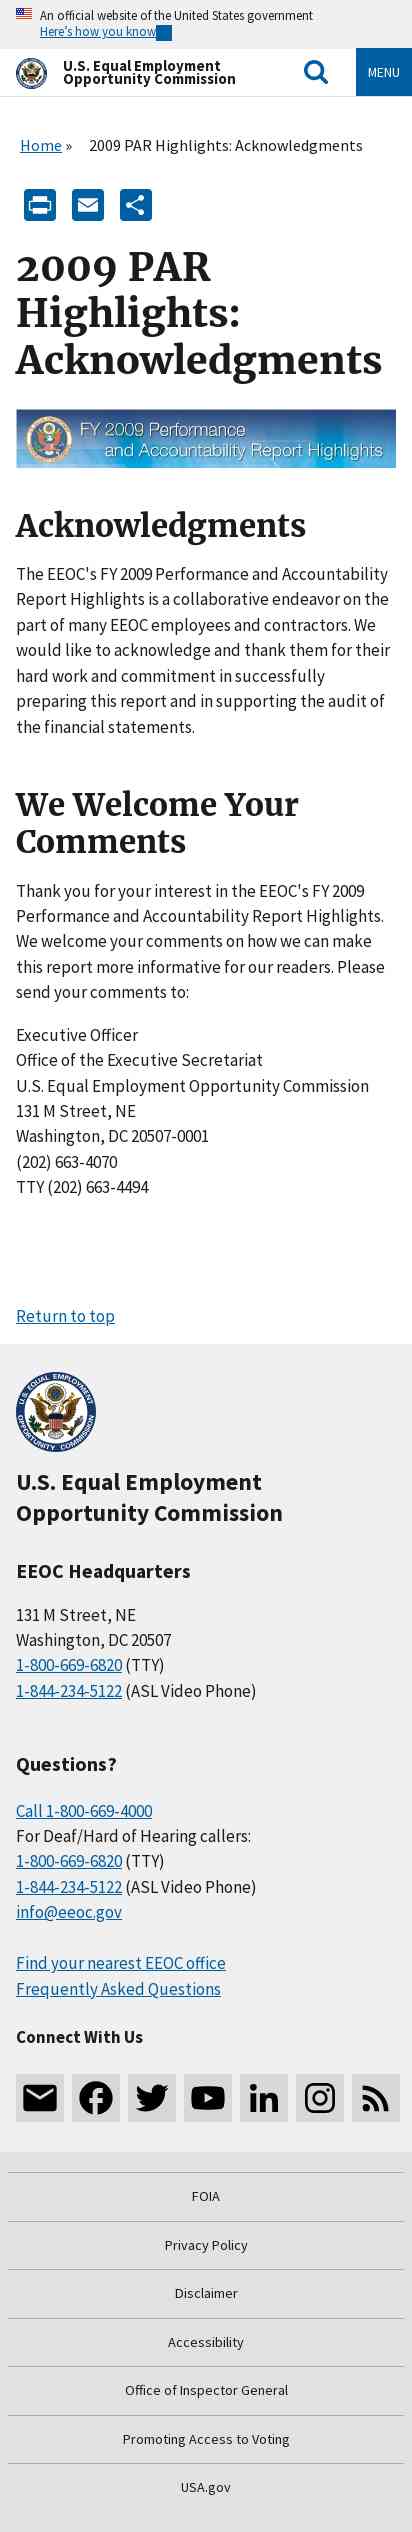 An official website of the United States government
Here's how you know
U.S. Equal Employment
Opportunity Commission
MENU
Home » 2009 PAR Highlights: Acknowledgments
2009 PAR
Highlights:
Acknowledgments
FY 2009 Performance
and Accountability Report Highlights
Acknowledgments
The EEOC's FY 2009 Performance and Accountability
Report Highlights is a collaborative endeavor on the
part of many EEOC employees and contractors. We
would like to acknowledge and thank them for their
hard work and commitment in successfully
preparing this report and in supporting the audit of
the financial statements.
We Welcome Your
Comments
Thank you for your interest in the EEOC's FY 2009
Performance and Accountability Report Highlights.
We welcome your comments on how we can make
this report more informative for our readers. Please
send your comments to:
Executive Officer
Office of the Executive Secretariat
U.S. Equal Employment Opportunity Commission
131 M Street, NE
Washington, DC 20507-0001
(202) 663-4070
TTY (202) 663-4494
Return to top
U.S. EQUAL EMPLOYMENT
OPPORTUNITY COMMISSION
U.S. Equal Employment
Opportunity Commission
EEOC Headquarters
131 M Street, NE
Washington, DC 20507
1-800-669-6820 (TTY)
1-844-234-5122 (ASL Video Phone)
Questions?
Call 1-800-669-4000
For Deaf/Hard of Hearing callers:
1-800-669-6820 (TTY)
1-844-234-5122 (ASL Video Phone)
info@eeoc.gov
Find your nearest EEOC office
Frequently Asked Questions
Connect With Us
FOIA
Privacy Policy
Disclaimer
Accessibility
Office of Inspector General
Promoting Access to Voting
USA.gov